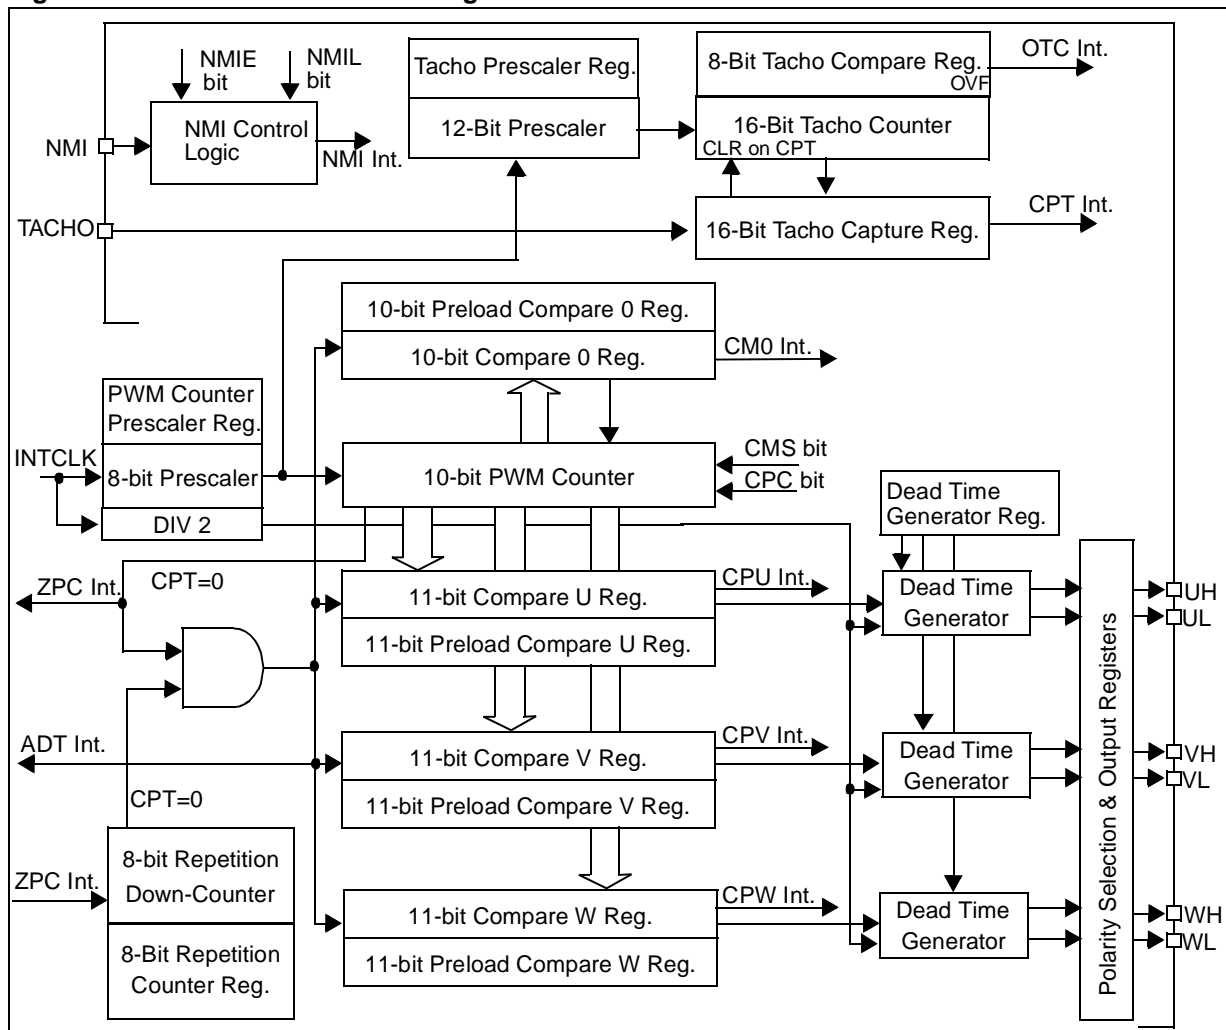 NMIE
bit
NMIL
bit
NMI
NMI Control
Logic
NMI Int.
Tacho Prescaler Reg.
12-Bit Prescaler
8-Bit Tacho Compare Reg.
OVF
OTC Int.
16-Bit Tacho Counter
CLR on CPT
TACHO
16-Bit Tacho Capture Reg.
CPT Int.
10-bit Preload Compare 0 Reg.
10-bit Compare 0 Reg.
CM0 Int.
PWM Counter
Prescaler Reg.
INTCLK
8-bit Prescaler
DIV 2
10-bit PWM Counter
CMS bit
CPC bit
Dead Time
Generator Reg.
ZPC Int.
CPT=0
11-bit Compare U Reg.
11-bit Preload Compare U Reg.
CPU Int.
Dead Time
Generator
UH
UL
ADT Int.
11-bit Compare V Reg.
11-bit Preload Compare V Reg.
CPV Int.
Dead Time
Generator
VH
VL
CPT=0
ZPC Int.
8-bit Repetition
Down-Counter
8-Bit Repetition
Counter Reg.
11-bit Compare W Reg.
11-bit Preload Compare W Reg.
CPW Int.
Dead Time
Generator
WH
WL
Polarity Selection & Output Registers